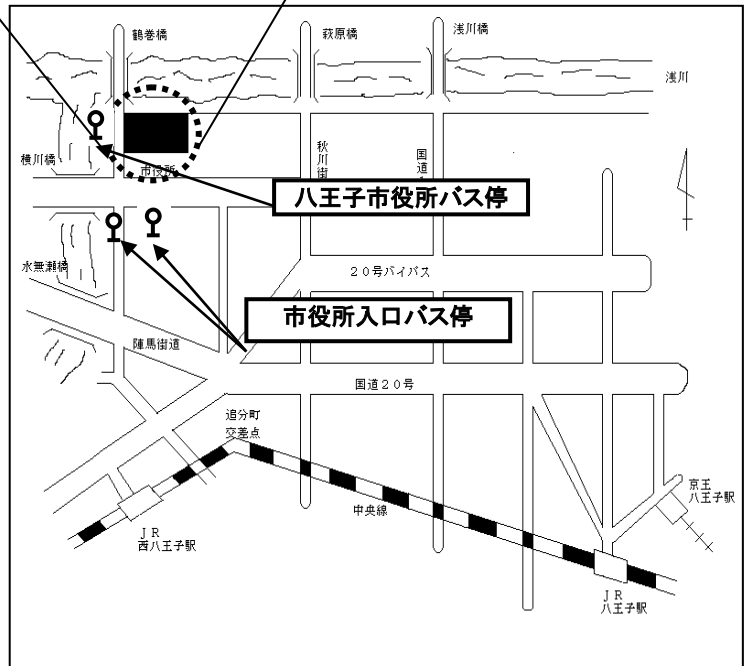 鶴巻橋
萩原橋
浅川橋
浅川
横川橋
市役所
秋川街
国道1
八王子市役所バス停
水無瀬橋
20号バイパス
市役所入口バス停
陣馬街道
国道20号
追分町
交差点
京王
八王子駅
中央線
JR
西八王子駅
JR
八王子駅